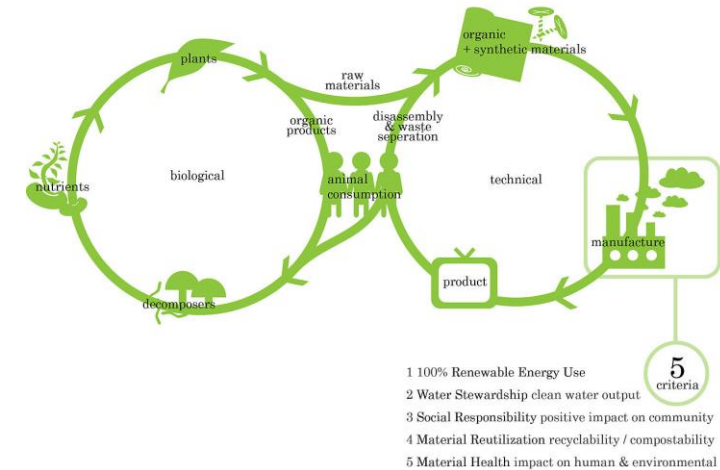 organic
+ synthetic materials
plants
raw
materials
organic
products
disassembly
& waste
seperation
biological
animal
consumption
technical
nutrients
manufacture
product
decomposers
5
criteria
1 100% Renewable Energy Use
2 Water Stewardship clean water output
3 Social Responsibility positive impact on community
4 Material Reutilization recyclability / compostability
5 Material Health impact on human & environmental